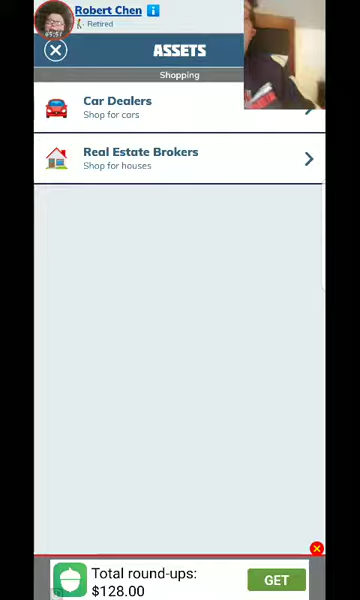 Robert Chen
Retired
ASSETS
Shopping
Car Dealers
Shop for cars
Real Estate Brokers
Shop for houses
Total round-ups:
$128.00
GET